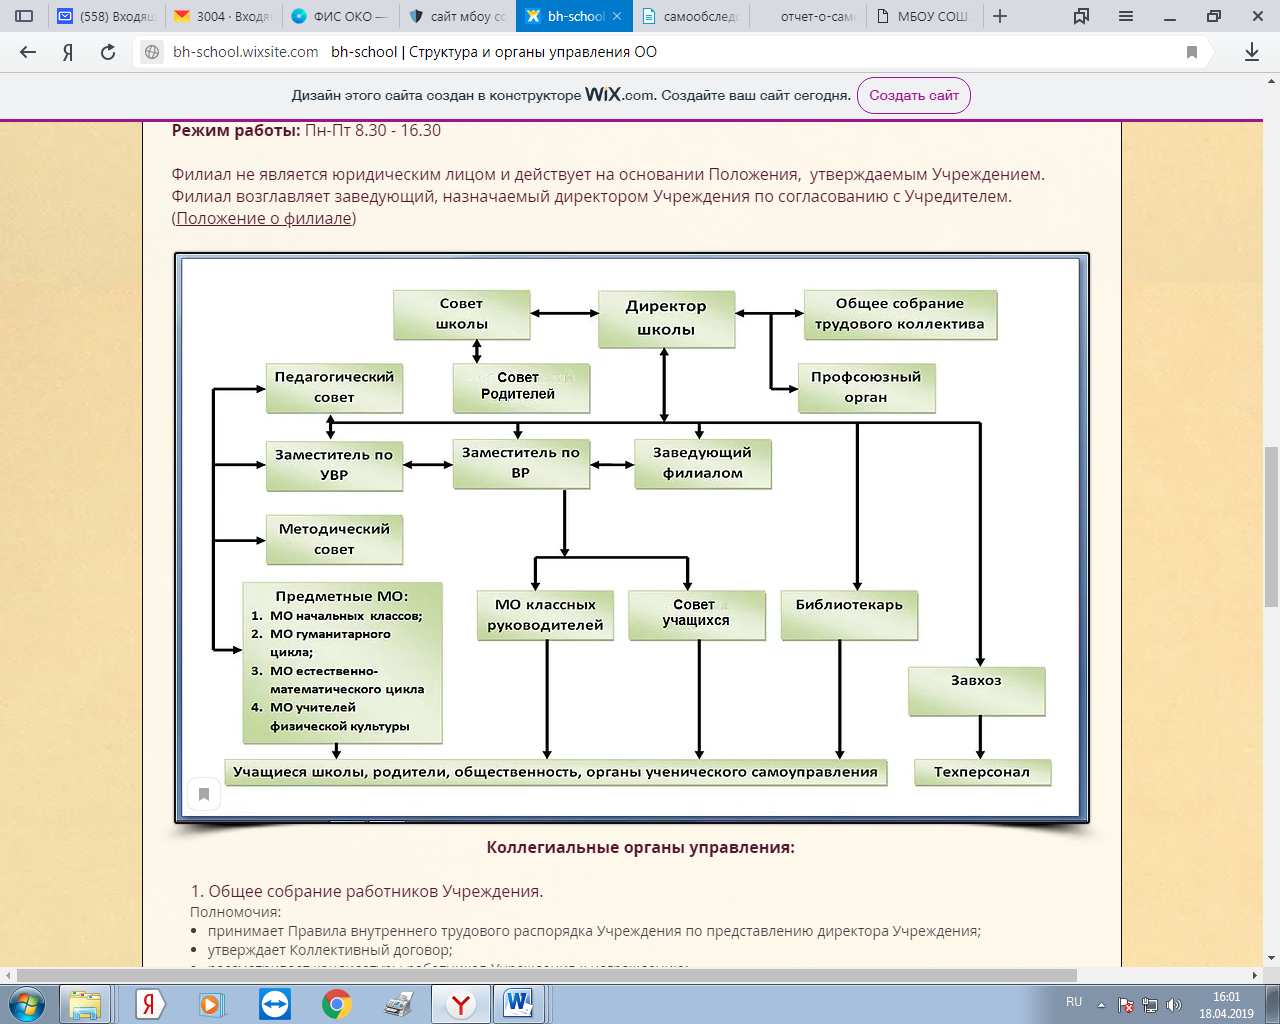 (558) Входящ
3004 · Входя
ФИС ОКО —
сайт мбоу со
bh-school
самообслед
отчет-о-само
МБОУ СОШ
Я
bh-school.wixsite.com bh-school | Структура и органы управления ОО
Дизайн этого сайта создан в конструкторе WiX.com. Создайте ваш сайт сегодня. Создать сайт
Режим работы: Пн-Пт 8.30 - 16.30
Филиал не является юридическим лицом и действует на основании Положения, утверждаемым Учреждением.
Филиал возглавляет заведующий, назначаемый директором Учреждения по согласованию с Учредителем.
(Положение о филиале)
Совет
школы
Директор
школы
Общее собрание
трудового коллектива
Педагогический
совет
Совет
Родителей
Профсоюзный
орган
Заместитель по
УВР
Заместитель по
ВР
Заведующий
филиалом
Методический
совет
Предметные МО:
1. МО начальных классов;
2. МО гуманитарного
цикла;
3. МО естественно-
математического цикла
4. МО учителей
физической культуры
МО классных
руководителей
Совет
учащихся
Библиотекарь
Завхоз
Учащиеся школы, родители, общественность, органы ученического самоуправления
Техперсонал
Коллегиальные органы управления:
1. Общее собрание работников Учреждения.
Полномочия:
• принимает Правила внутреннего трудового распорядка Учреждения по представлению директора Учреждения;
• утверждает Коллективный договор;
RU
16:01
18.04.2019